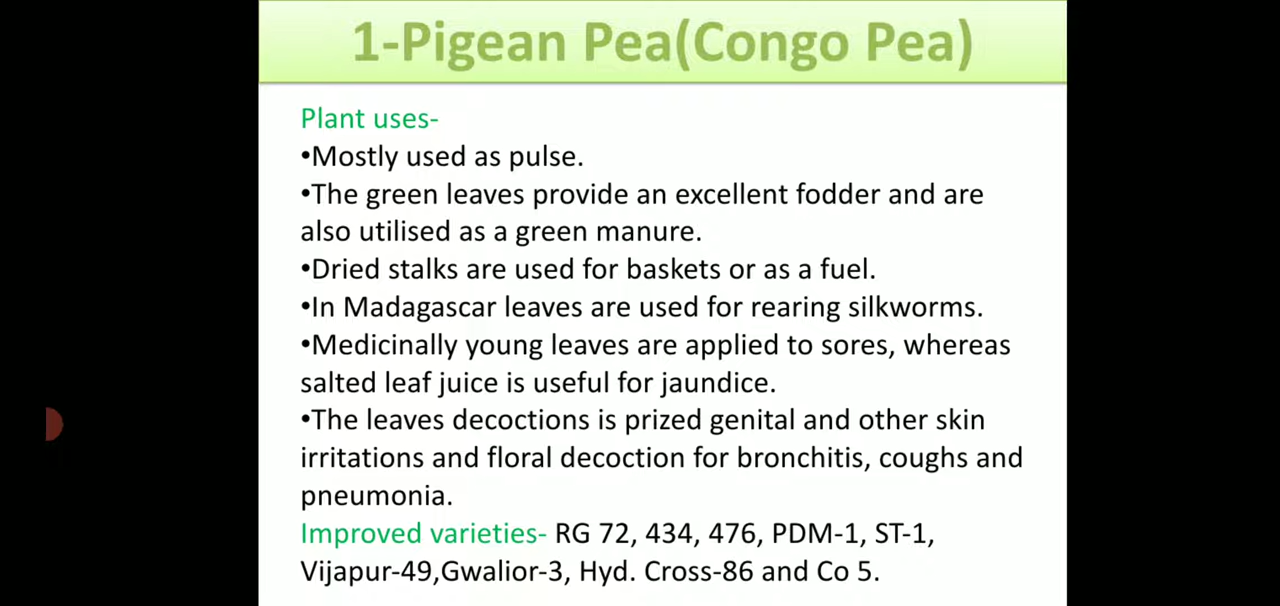 1-Pigean Pea(Congo Pea)
Plant uses-
•Mostly used as pulse.
•The green leaves provide an excellent fodder and are
also utilised as a green manure.
•Dried stalks are used for baskets or as a fuel.
•In Madagascar leaves are used for rearing silkworms.
•Medicinally young leaves are applied to sores, whereas
salted leaf juice is useful for jaundice.
•The leaves decoctions is prized genital and other skin
irritations and floral decoction for bronchitis, coughs and
pneumonia.
Improved varieties- RG 72, 434, 476, PDM-1, ST-1,
Vijapur-49,Gwalior-3, Hyd. Cross-86 and Co 5.